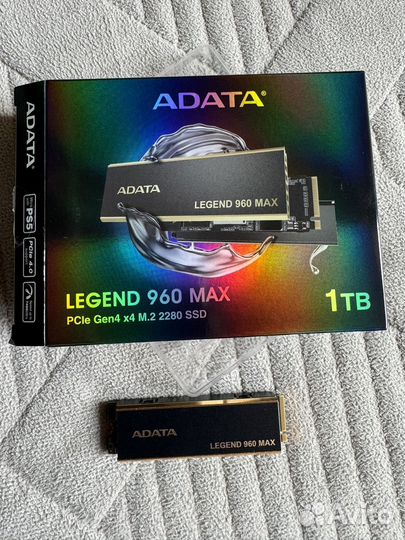 ADATA®
ADATA
LEGEND 960 MAX
LEGEND 960 MAX
PCIe Gen4 x4 M.2 2280 SSD
1TB
ADATA
PS5
PCIe 4.0
ADATA
LEGEND 960 MAX
Avito